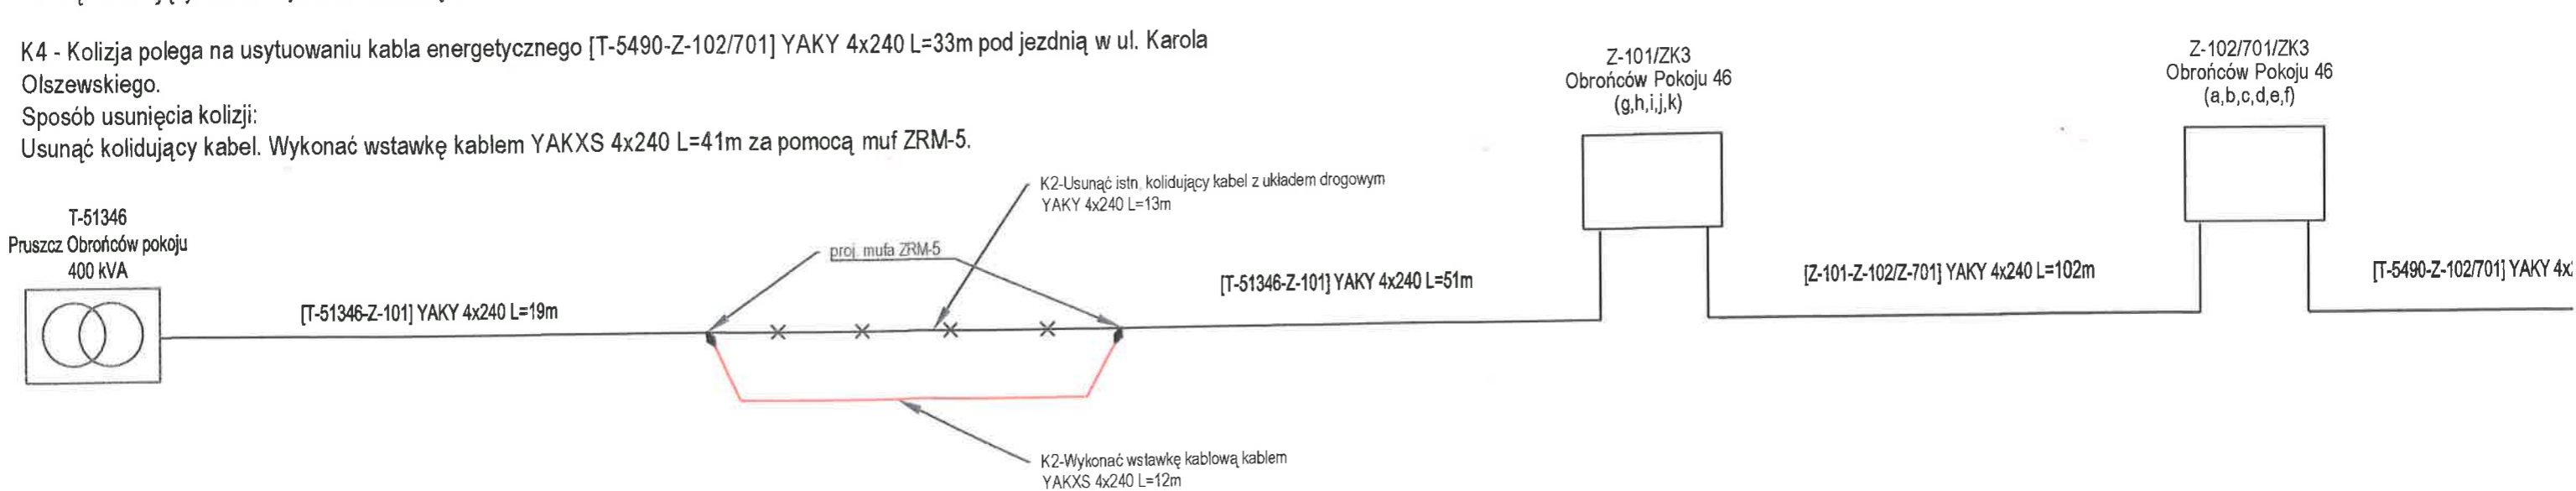 K4 - Kolizja polega na usytuowaniu kabla energetycznego [T-5490-Z-102/701] YAKY 4x240 L=33m pod jezdnią w ul. Karola
Olszewskiego.
Sposób usunięcia kolizji:
Usunąć kolidujący kabel. Wykonać wstawkę kablem YAKXS 4x240 L=41m za pomocą muf ZRM-5.
Z-101/ZK3
Obrońców Pokoju 46
(g,h,i,j,k)
Z-102/701/ZK3
Obrońców Pokoju 46
(a,b,c,d,e,f)
K2-Usunąć istn. kolidujący kabel z układem drogowym
YAKY 4x240 L=13m
T-51346
Pruszcz Obrońców pokoju
400 kVA
proj. mufa ZRM-5
[T-51346-Z-101] YAKY 4x240 L=19m
[T-51346-Z-101] YAKY 4x240 L=51m
[Z-101-Z-102/Z-701] YAKY 4x240 L=102m
[T-5490-Z-102/701] YAKY
K2-Wykonać wstawkę kablową kablem
YAKXS 4x240 L=12m